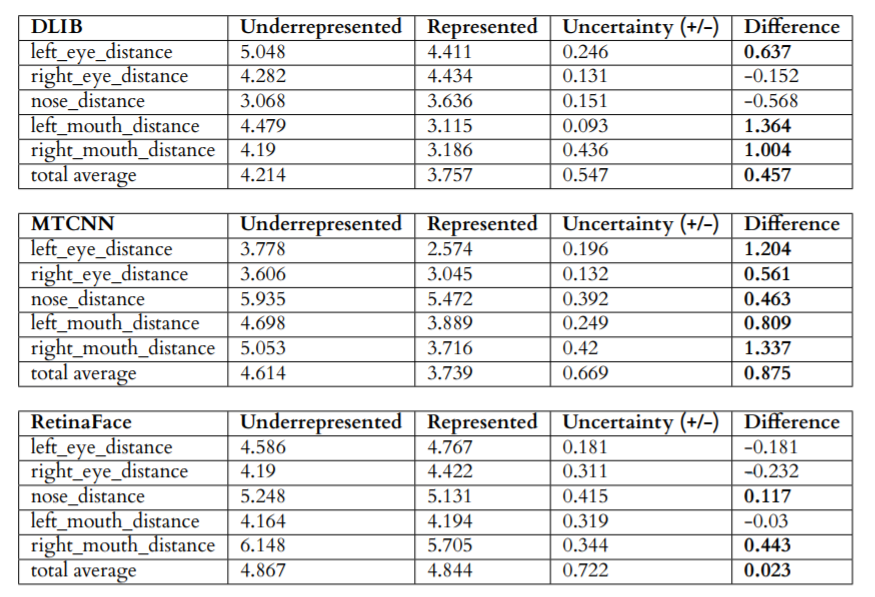 DLIB Underrepresented Represented Uncertainty (+/-) Difference
left_eye_distance 5.048 4.411 0.246 0.637
right_eye_distance 4.282 4.434 0.131 -0.152
nose_distance 3.068 3.636 0.151 -0.568
left_mouth_distance 4.479 3.115 0.093 1.364
right_mouth_distance 4.19 3.186 0.436 1.004
total average 4.214 3.757 0.547 0.457
MTCNN Underrepresented Represented Uncertainty (+/-) Difference
left_eye_distance 3.778 2.574 0.196 1.204
right_eye_distance 3.606 3.045 0.132 0.561
nose_distance 5.935 5.472 0.392 0.463
left_mouth_distance 4.698 3.889 0.249 0.809
right_mouth_distance 5.053 3.716 0.42 1.337
total average 4.614 3.739 0.669 0.875
RetinaFace Underrepresented Represented Uncertainty (+/-) Difference
left_eye_distance 4.586 4.767 0.181 -0.181
right_eye_distance 4.19 4.422 0.311 -0.232
nose_distance 5.248 5.131 0.415 0.117
left_mouth_distance 4.164 4.194 0.319 -0.03
right_mouth_distance 6.148 5.705 0.344 0.443
total average 4.867 4.844 0.722 0.023